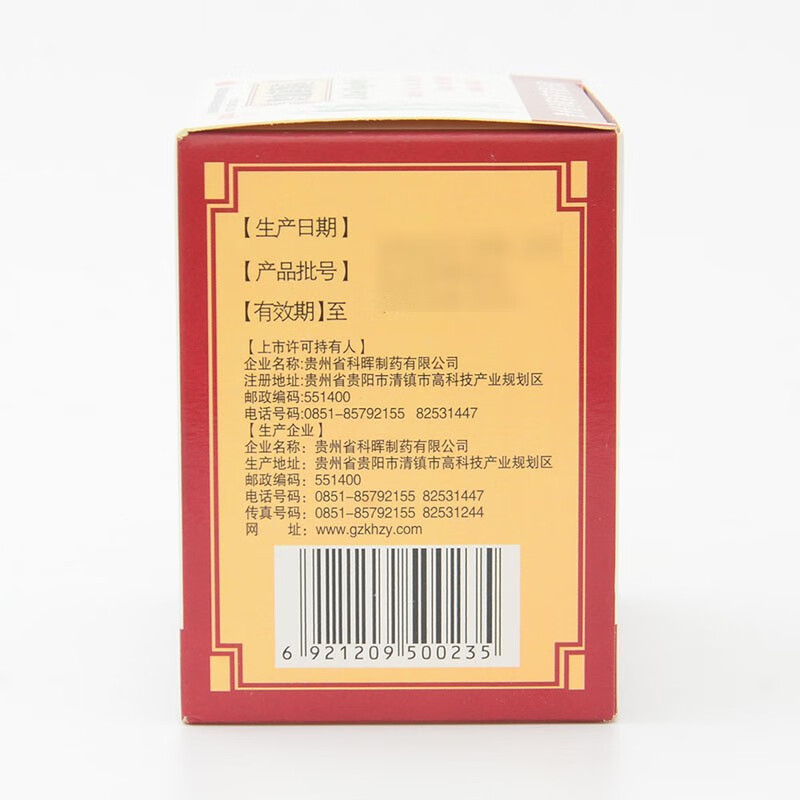 【生产日期】
【产品批号】
【有效期】至
【上市许可持有人】
企业名称:贵州省科晖制药有限公司
注册地址:贵州省贵阳市清镇市高科技产业规划区
邮政编码:551400
电话号码:0851-85792155 82531447
【生产企业】
企业名称：贵州省科晖制药有限公司
生产地址：贵州省贵阳市清镇市高科技产业规划区
邮政编码：551400
电话号码：0851-85792155 82531447
传真号码：0851-85792155 82531244
网 址：www.gzkhzy.com
6 921209 500235